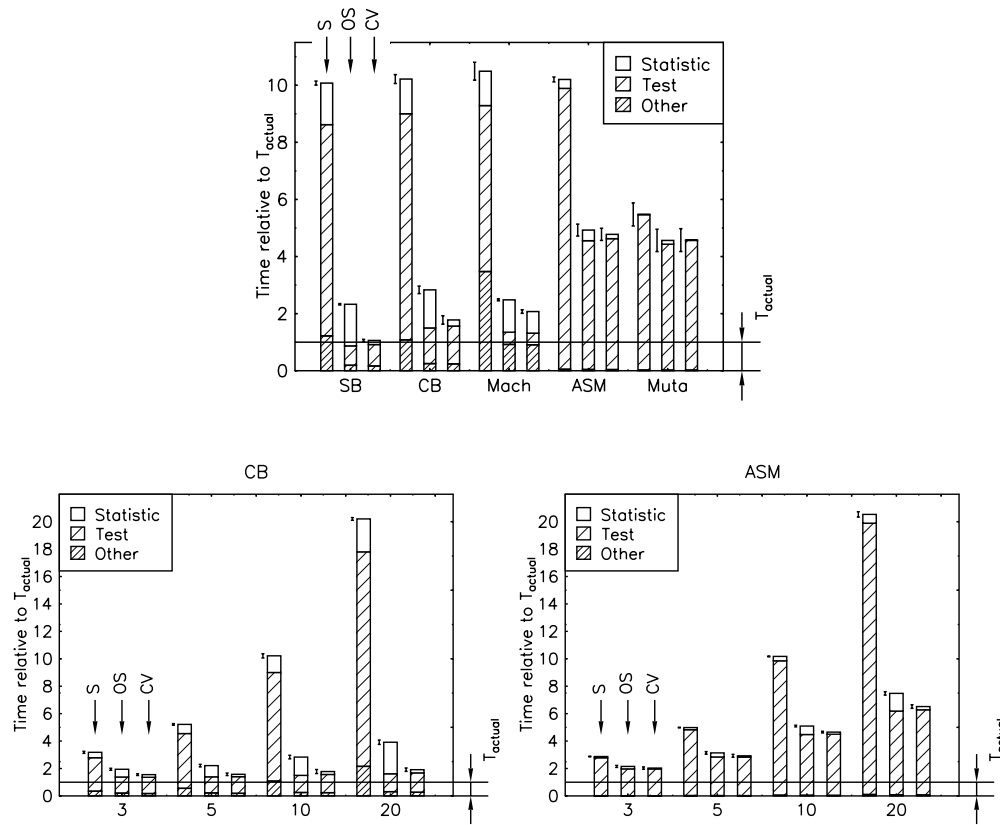 S OS CV
Statistic
Test
Other
Time relative to Tactual
10
8
6
4
2
0
Tactual
SB CB Mach ASM Muta
CB
Statistic
Test
Other
Time relative to Tactual
20
18
16
14
12
10
8
6
4
2
0
S OS CV
Tactual
3 5 10 20
ASM
Statistic
Test
Other
Time relative to Tactual
20
18
16
14
12
10
8
6
4
2
0
S OS CV
Tactual
3 5 10 20